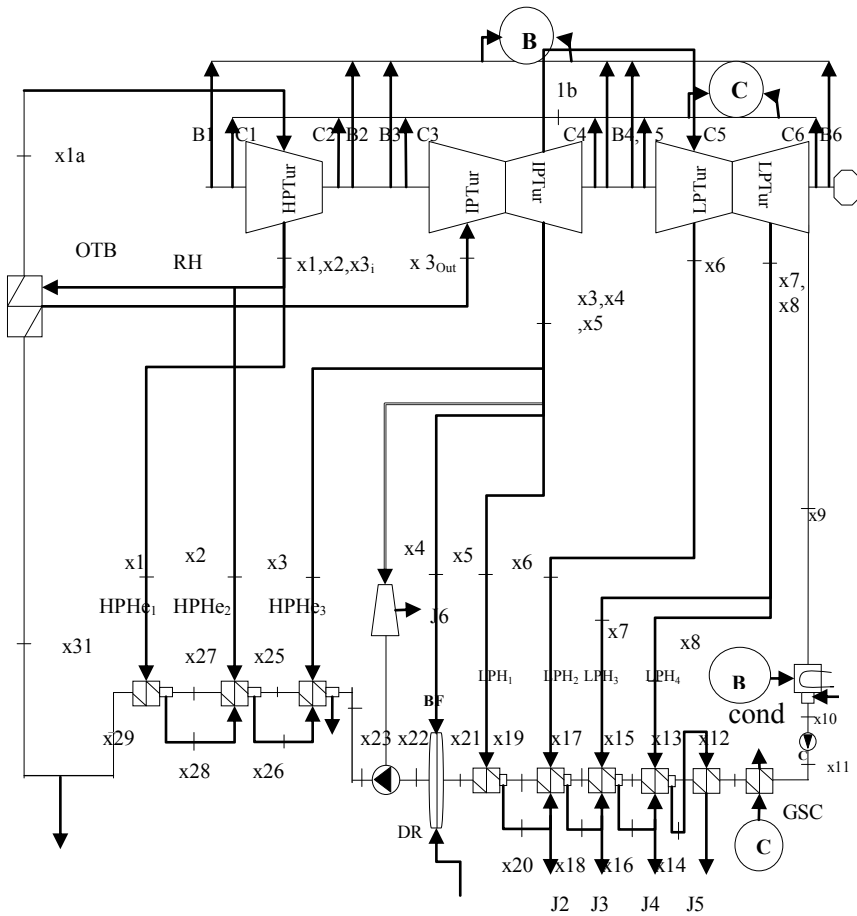 B
C
1b
B1
C1
C2
B2
B3
C3
C4
B4, 5
C5
C6
B6
x1a
HPTur
IPTur
IPTur
LPTur
LPTur
OTB
RH
x1,x2,x3i
x 3Out
x6
x7,
x8
x3,x4
,x5
x9
x1
x2
x3
x4
x5
x6
HPHe1
HPHe2
HPHe3
J6
x7
x8
x31
x27
x25
LPH1
LPH2
LPH3
LPH4
B
BF
cond
x10
x29
x23
x22
x21
x19
x17
x15
x13
x12
C
x11
x28
x26
DR
GSC
C
x20
x18
x16
x14
J2
J3
J4
J5